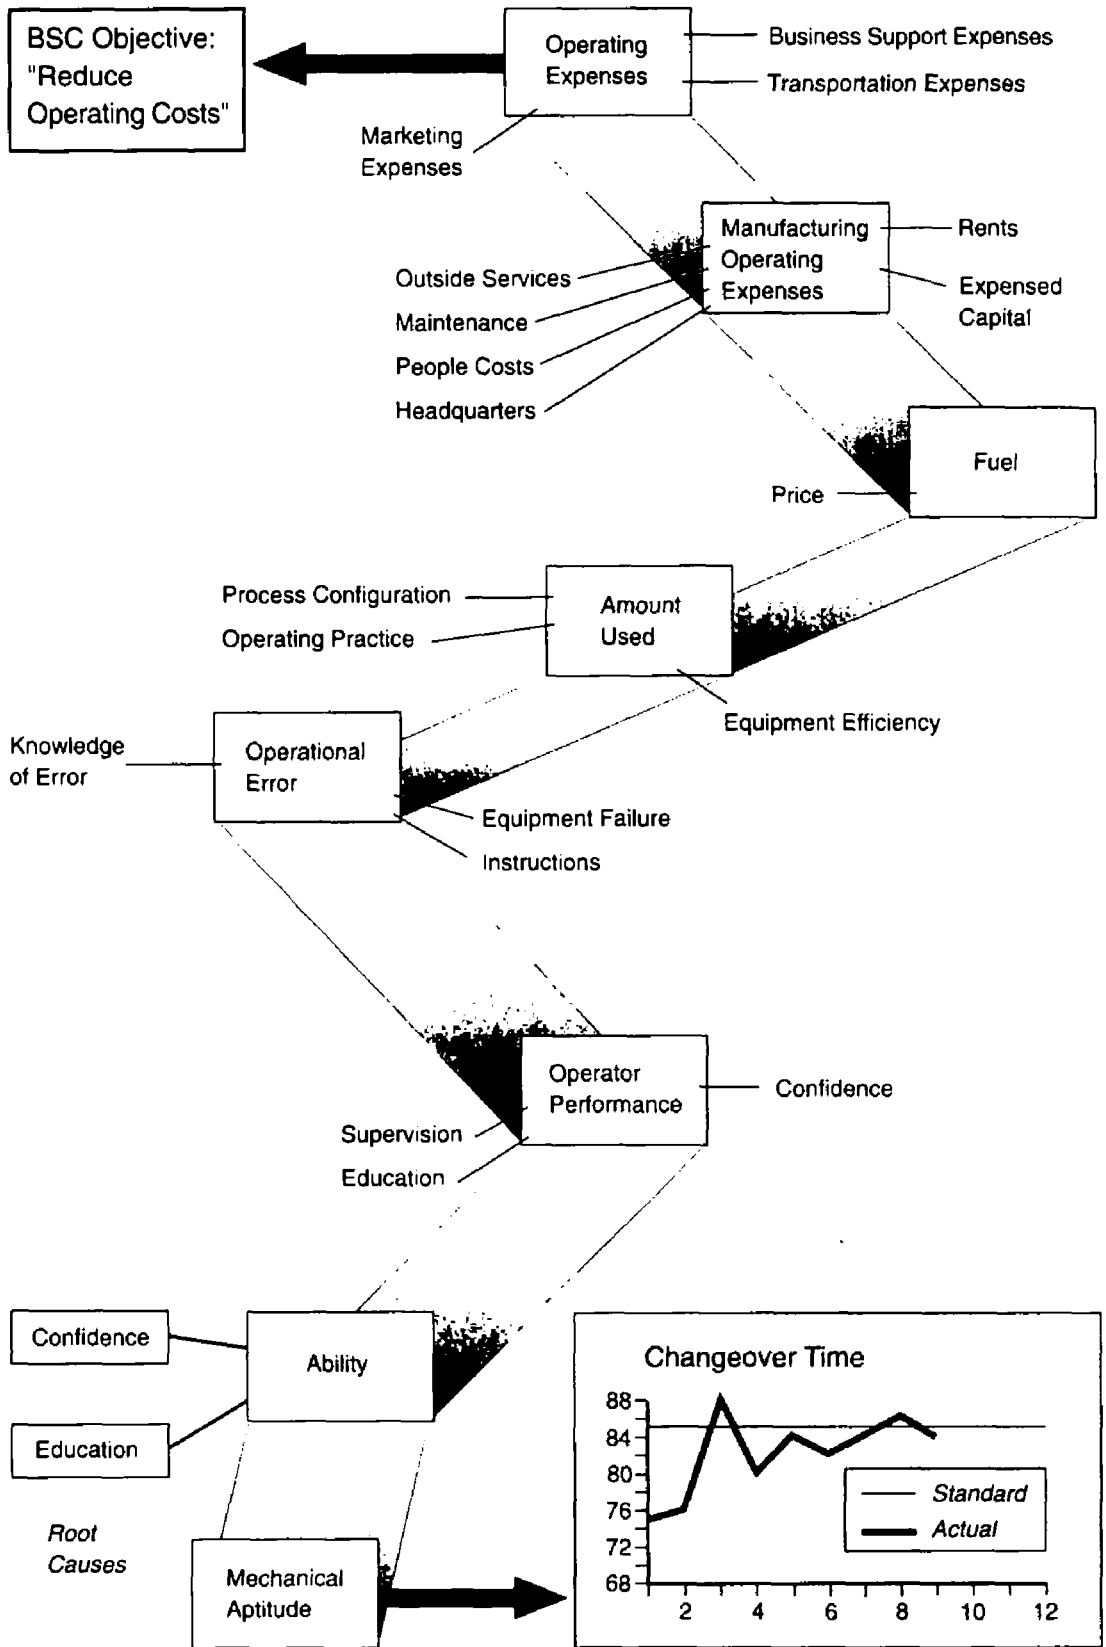 BSC Objective:
"Reduce
Operating Costs"
Operating
Expenses
Business Support Expenses
Transportation Expenses
Marketing
Expenses
Manufacturing
Operating
Expenses
Rents
Expensed
Capital
Outside Services
Maintenance
People Costs
Headquarters
Fuel
Price
Process Configuration
Operating Practice
Amount
Used
Equipment Efficiency
Knowledge
of Error
Operational
Error
Equipment Failure
Instructions
Operator
Performance
Confidence
Supervision
Education
Confidence
Ability
Education
Root
Causes
Mechanical
Aptitude
Changeover Time
88
84
80
76
72
68
Standard
Actual
2 4 6 8 10 12